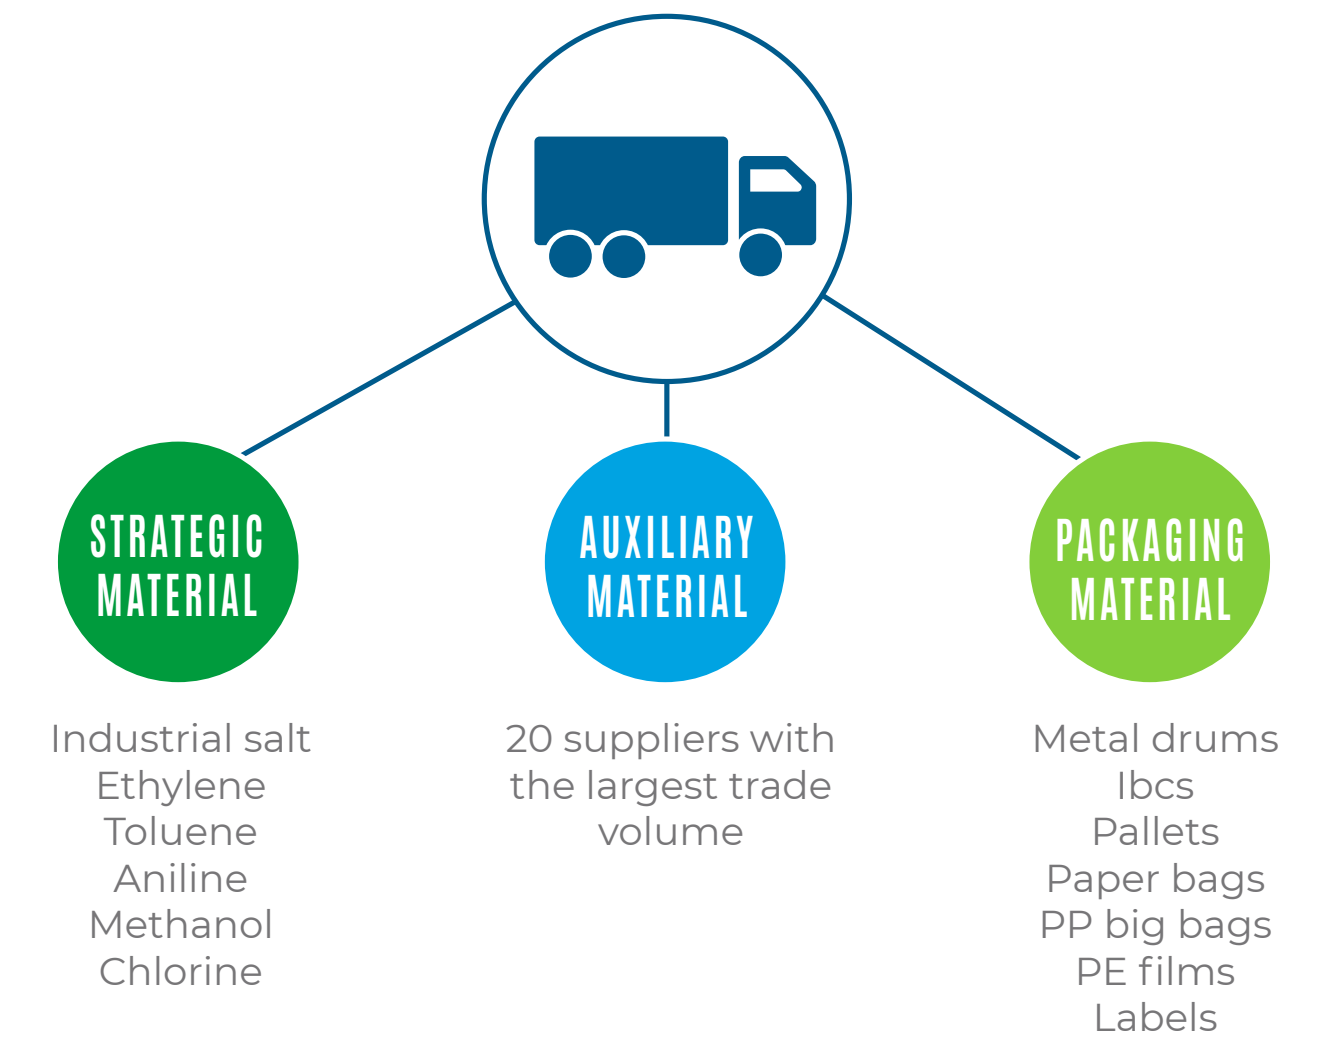 STRATEGIC
MATERIAL
Industrial salt
Ethylene
Toluene
Aniline
Methanol
Chlorine
AUXILIARY
MATERIAL
20 suppliers with
the largest trade
volume
PACKAGING
MATERIAL
Metal drums
Ibcs
Pallets
Paper bags
PP big bags
PE films
Labels